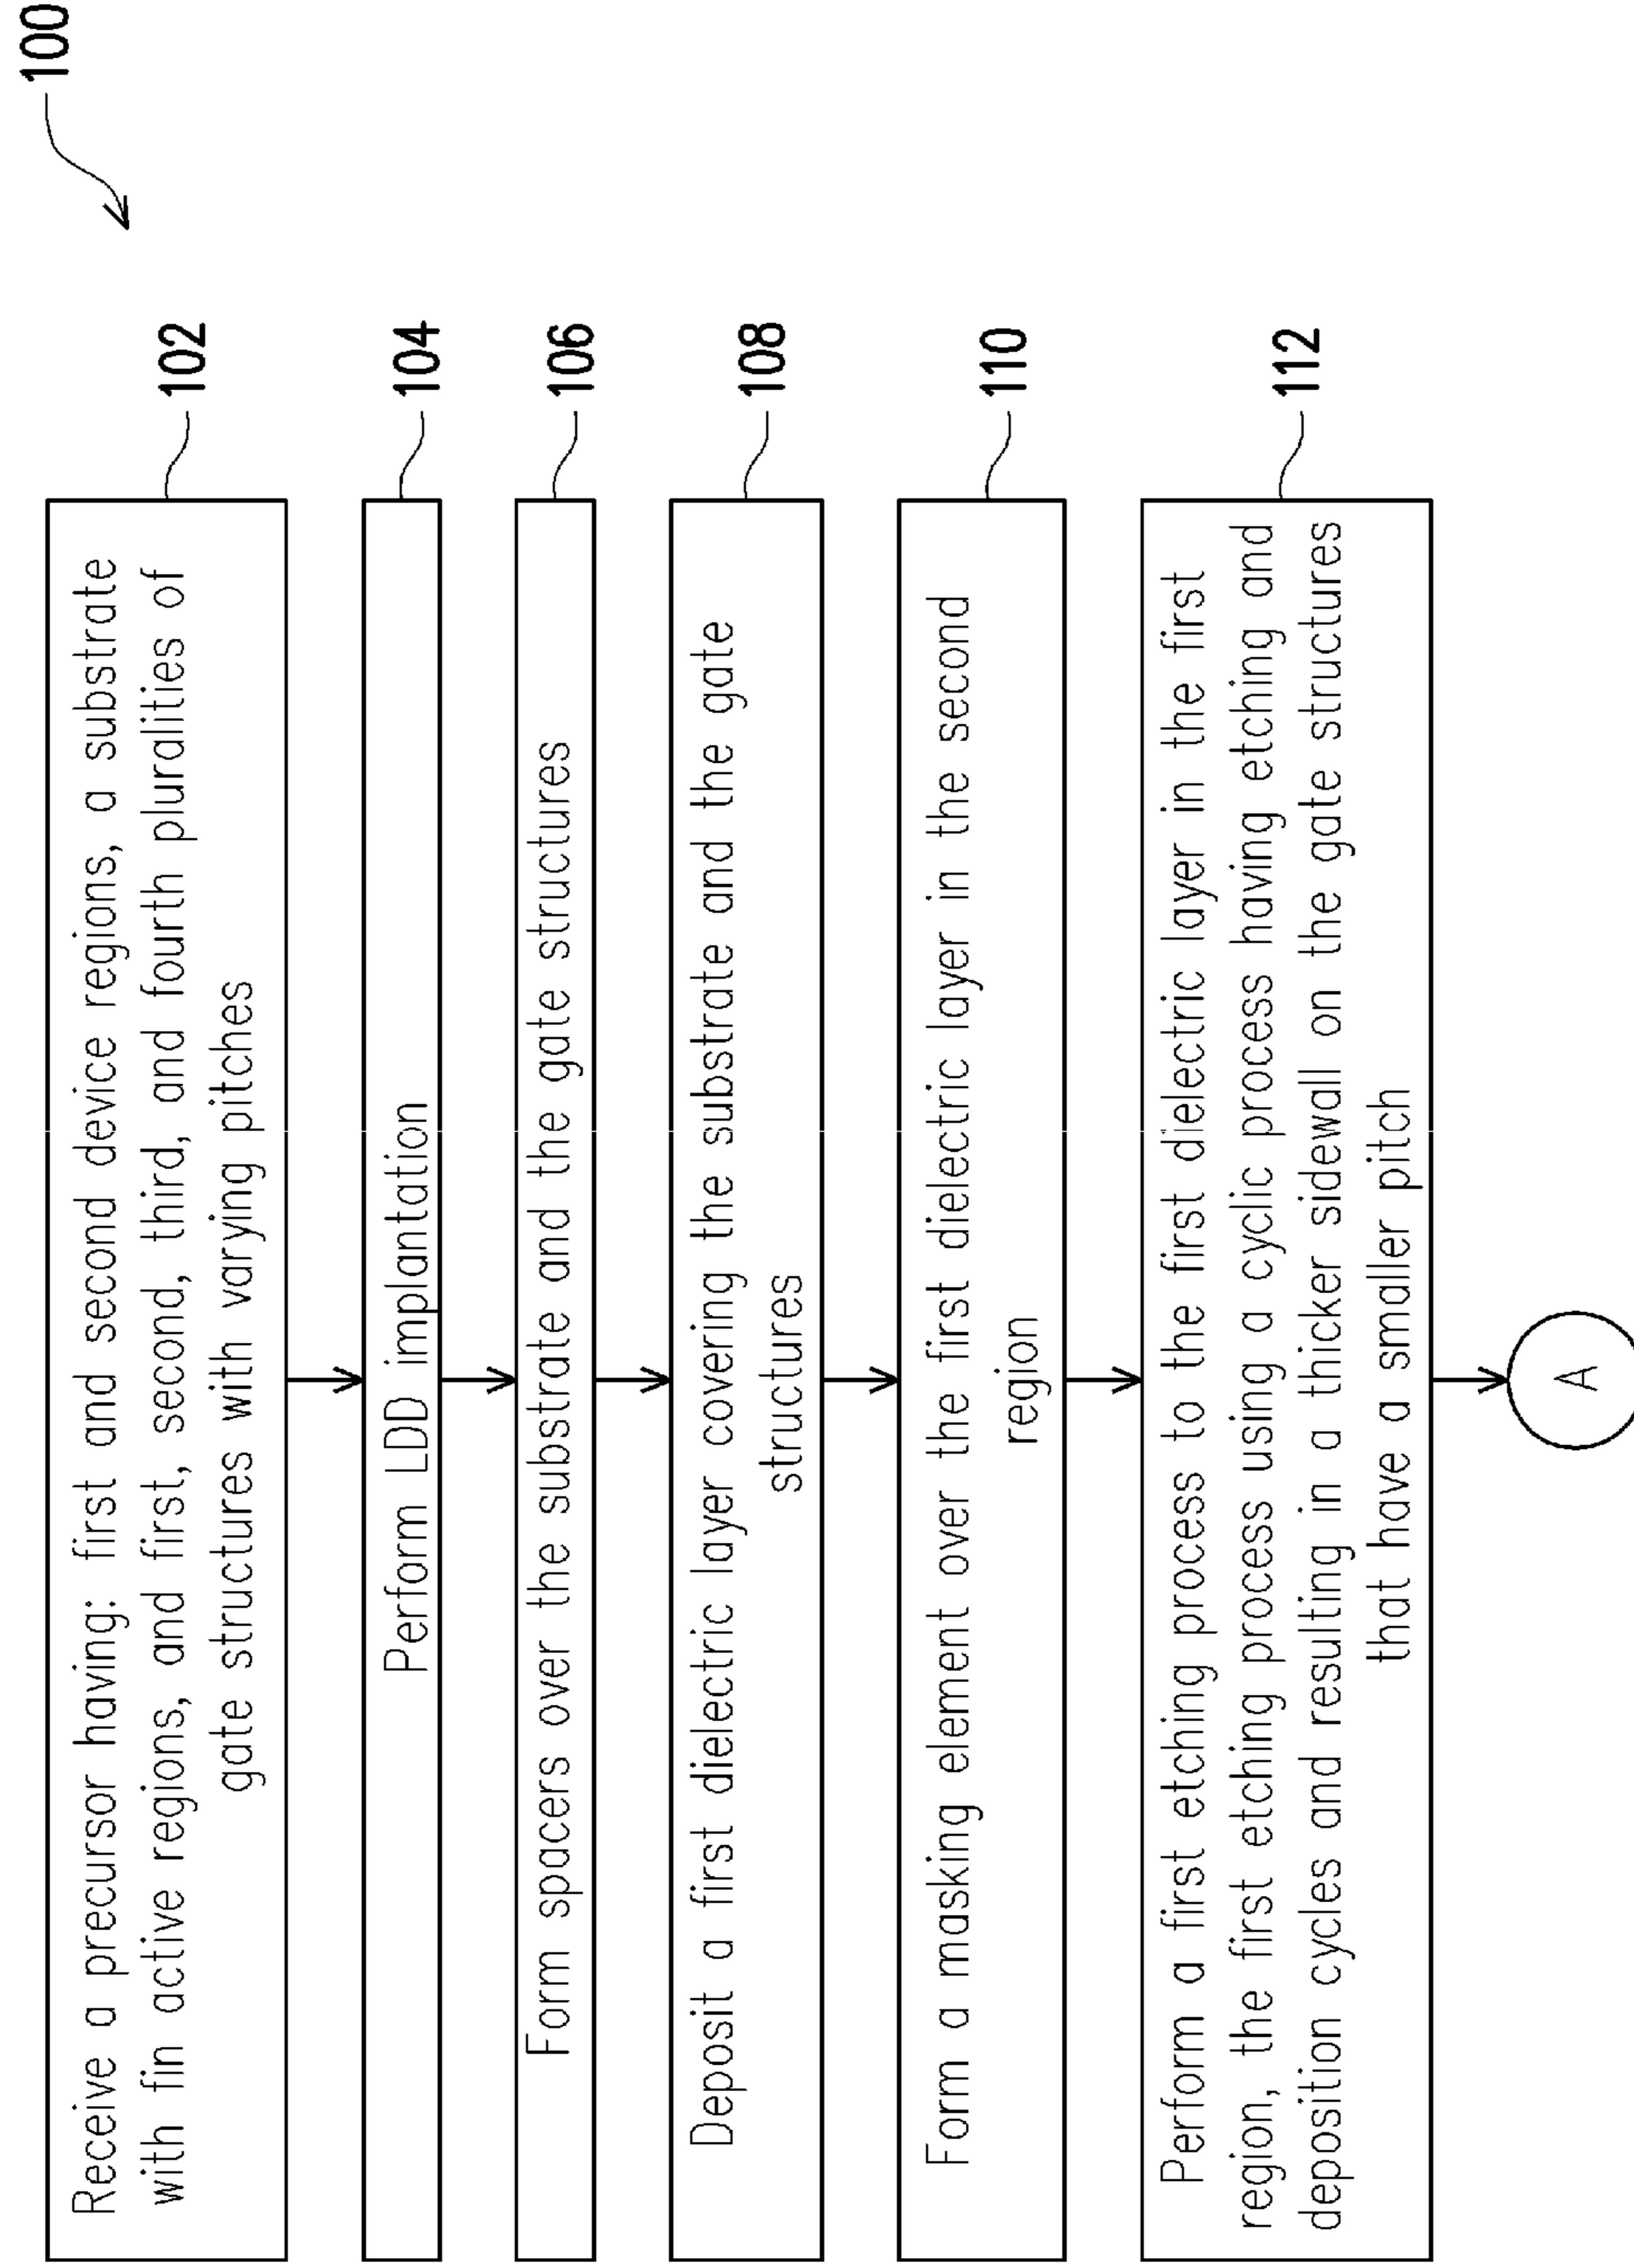 100
Receive a precursor having: first and second device regions, a substrate
with fin active regions, and first, second, third, and fourth pluralities of
gate structures with varying pitches
102
Perform LDD implantation
104
Form spacers over the substrate and the gate structures
106
Deposit a first dielectric layer covering the substrate and the gate
structures
108
Form a masking element over the first dielectric layer in the second
region
110
Perform a first etching process to the first dielectric layer in the first
region, the first etching process using a cyclic process having etching and
deposition cycles and resulting in a thicker sidewall on the gate structures
that have a smaller pitch
112
A